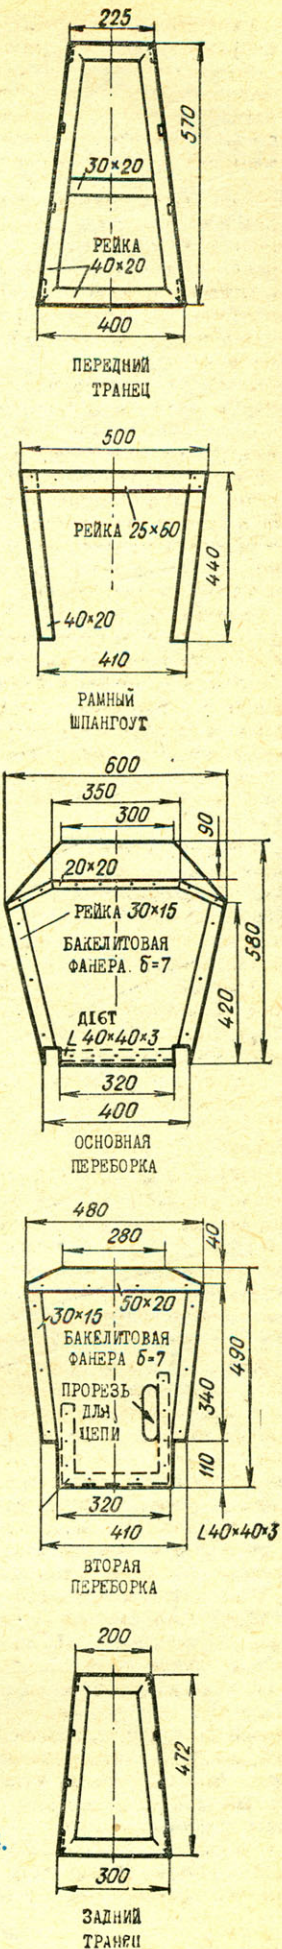 225
570
30×20
РЕЙКА
40×20
400
ПЕРЕДНИЙ
ТРАНЕЦ
500
РЕЙКА 25×60
440
40×20
410
РАМНЫЙ
ШПАНГОУТ
600
350
300
90
20×20
РЕЙКА 30×15
БАКЕЛИТОВАЯ
ФАНЕРА. δ=7
580
420
Д16Т
L 40×40×3
320
400
ОСНОВНАЯ
ПЕРЕБОРКА
480
280
40
30×15
50×20
БАКЕЛИТОВАЯ
ФАНЕРА δ=7
490
340
ПРОРЕЗЬ
ДЛЯ
ЦЕПИ
110
320
L40×40×3
410
ВТОРАЯ
ПЕРЕБОРКА
200
472
300
ЗАДНИЙ
ТРАНЕЦ